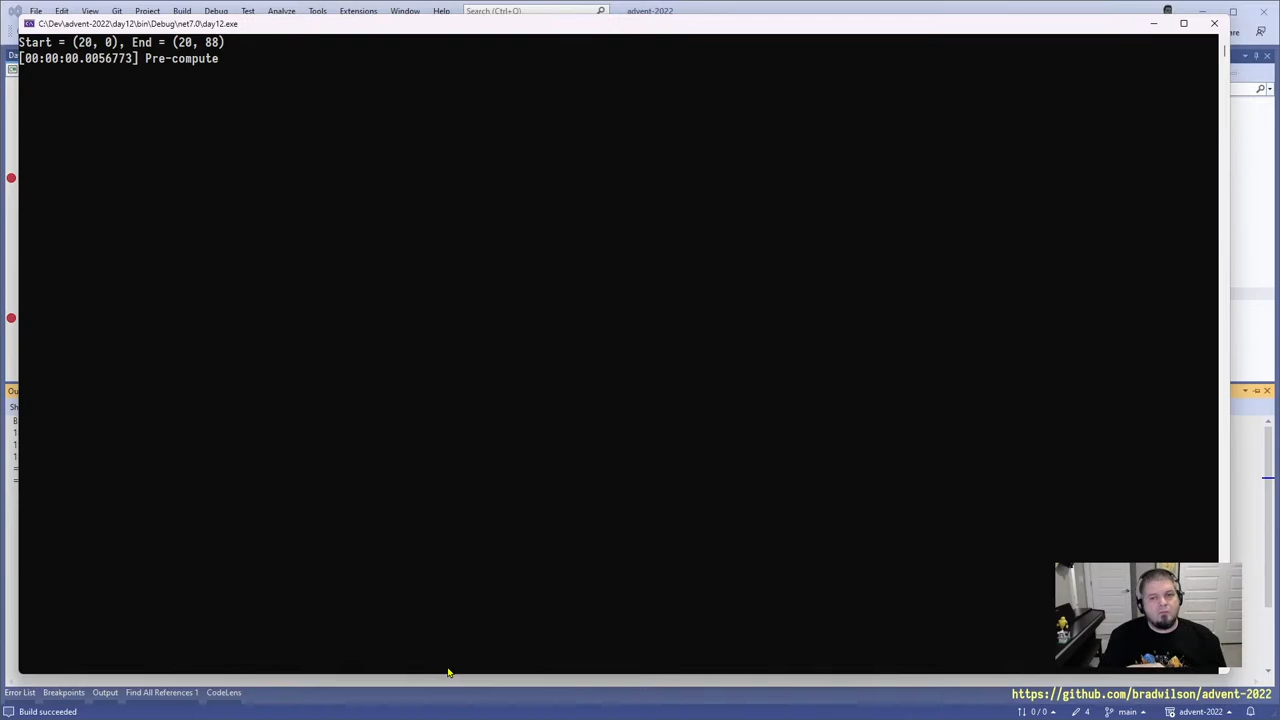 File Edit View Git Project Build Debug Test Analyze Tools Extensions Window Help Search (Ctrl+Q) advent-2022
C:\Dev\advent-2022\day12\bin\Debug\net7.0\day12.exe
Start = (20, 0), End = (20, 88)
[00:00:00.0056773] Pre-compute
Error List Breakpoints Output Find All References 1 CodeLens
https://github.com/bradwilson/advent-2022
Build succeeded 0 / 0 4 main advent-2022